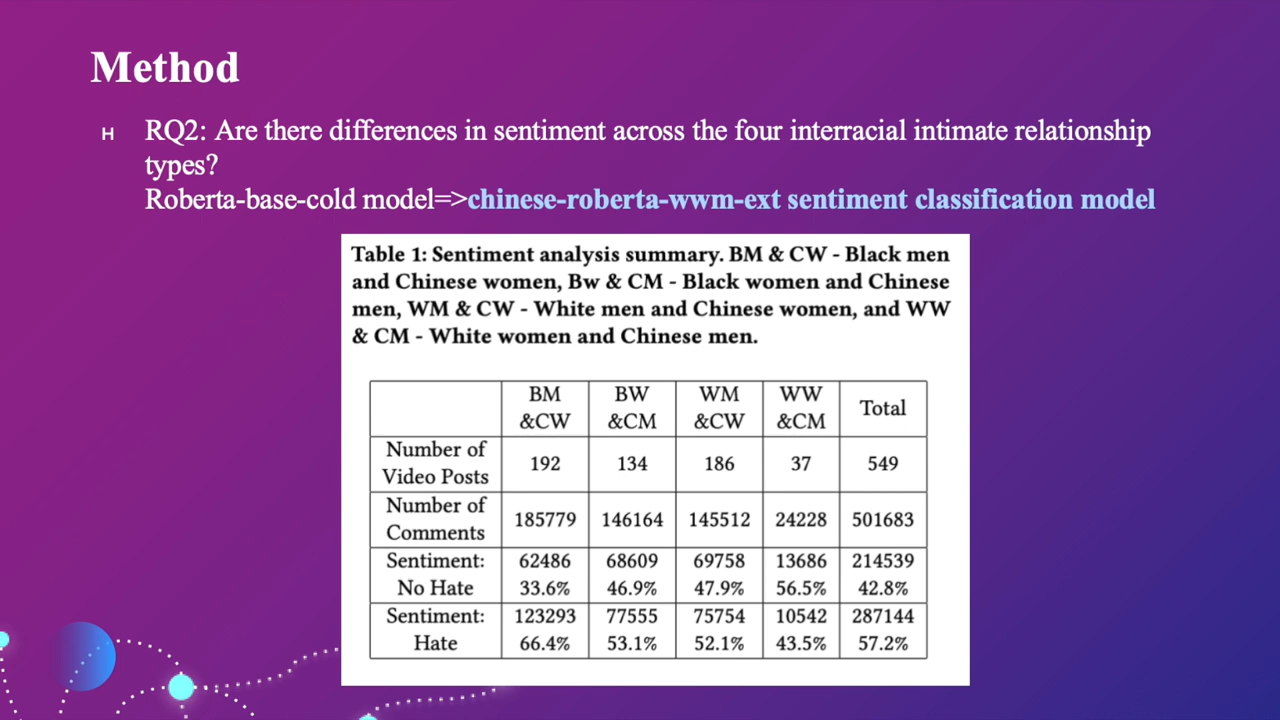 Method
H RQ2: Are there differences in sentiment across the four interracial intimate relationship
types?
Roberta-base-cold model=>chinese-roberta-wwm-ext sentiment classification model
Table 1: Sentiment analysis summary. BM & CW - Black men
and Chinese women, Bw & CM - Black women and Chinese
men, WM & CW - White men and Chinese women, and WW
& CM - White women and Chinese men.
BM BW WM WW
&CW &CM &CW &CM Total
Number of
Video Posts 192 134 186 37 549
Number of
Comments 185779 146164 145512 24228 501683
Sentiment: 62486 68609 69758 13686 214539
No Hate 33.6% 46.9% 47.9% 56.5% 42.8%
Sentiment: 123293 77555 75754 10542 287144
Hate 66.4% 53.1% 52.1% 43.5% 57.2%